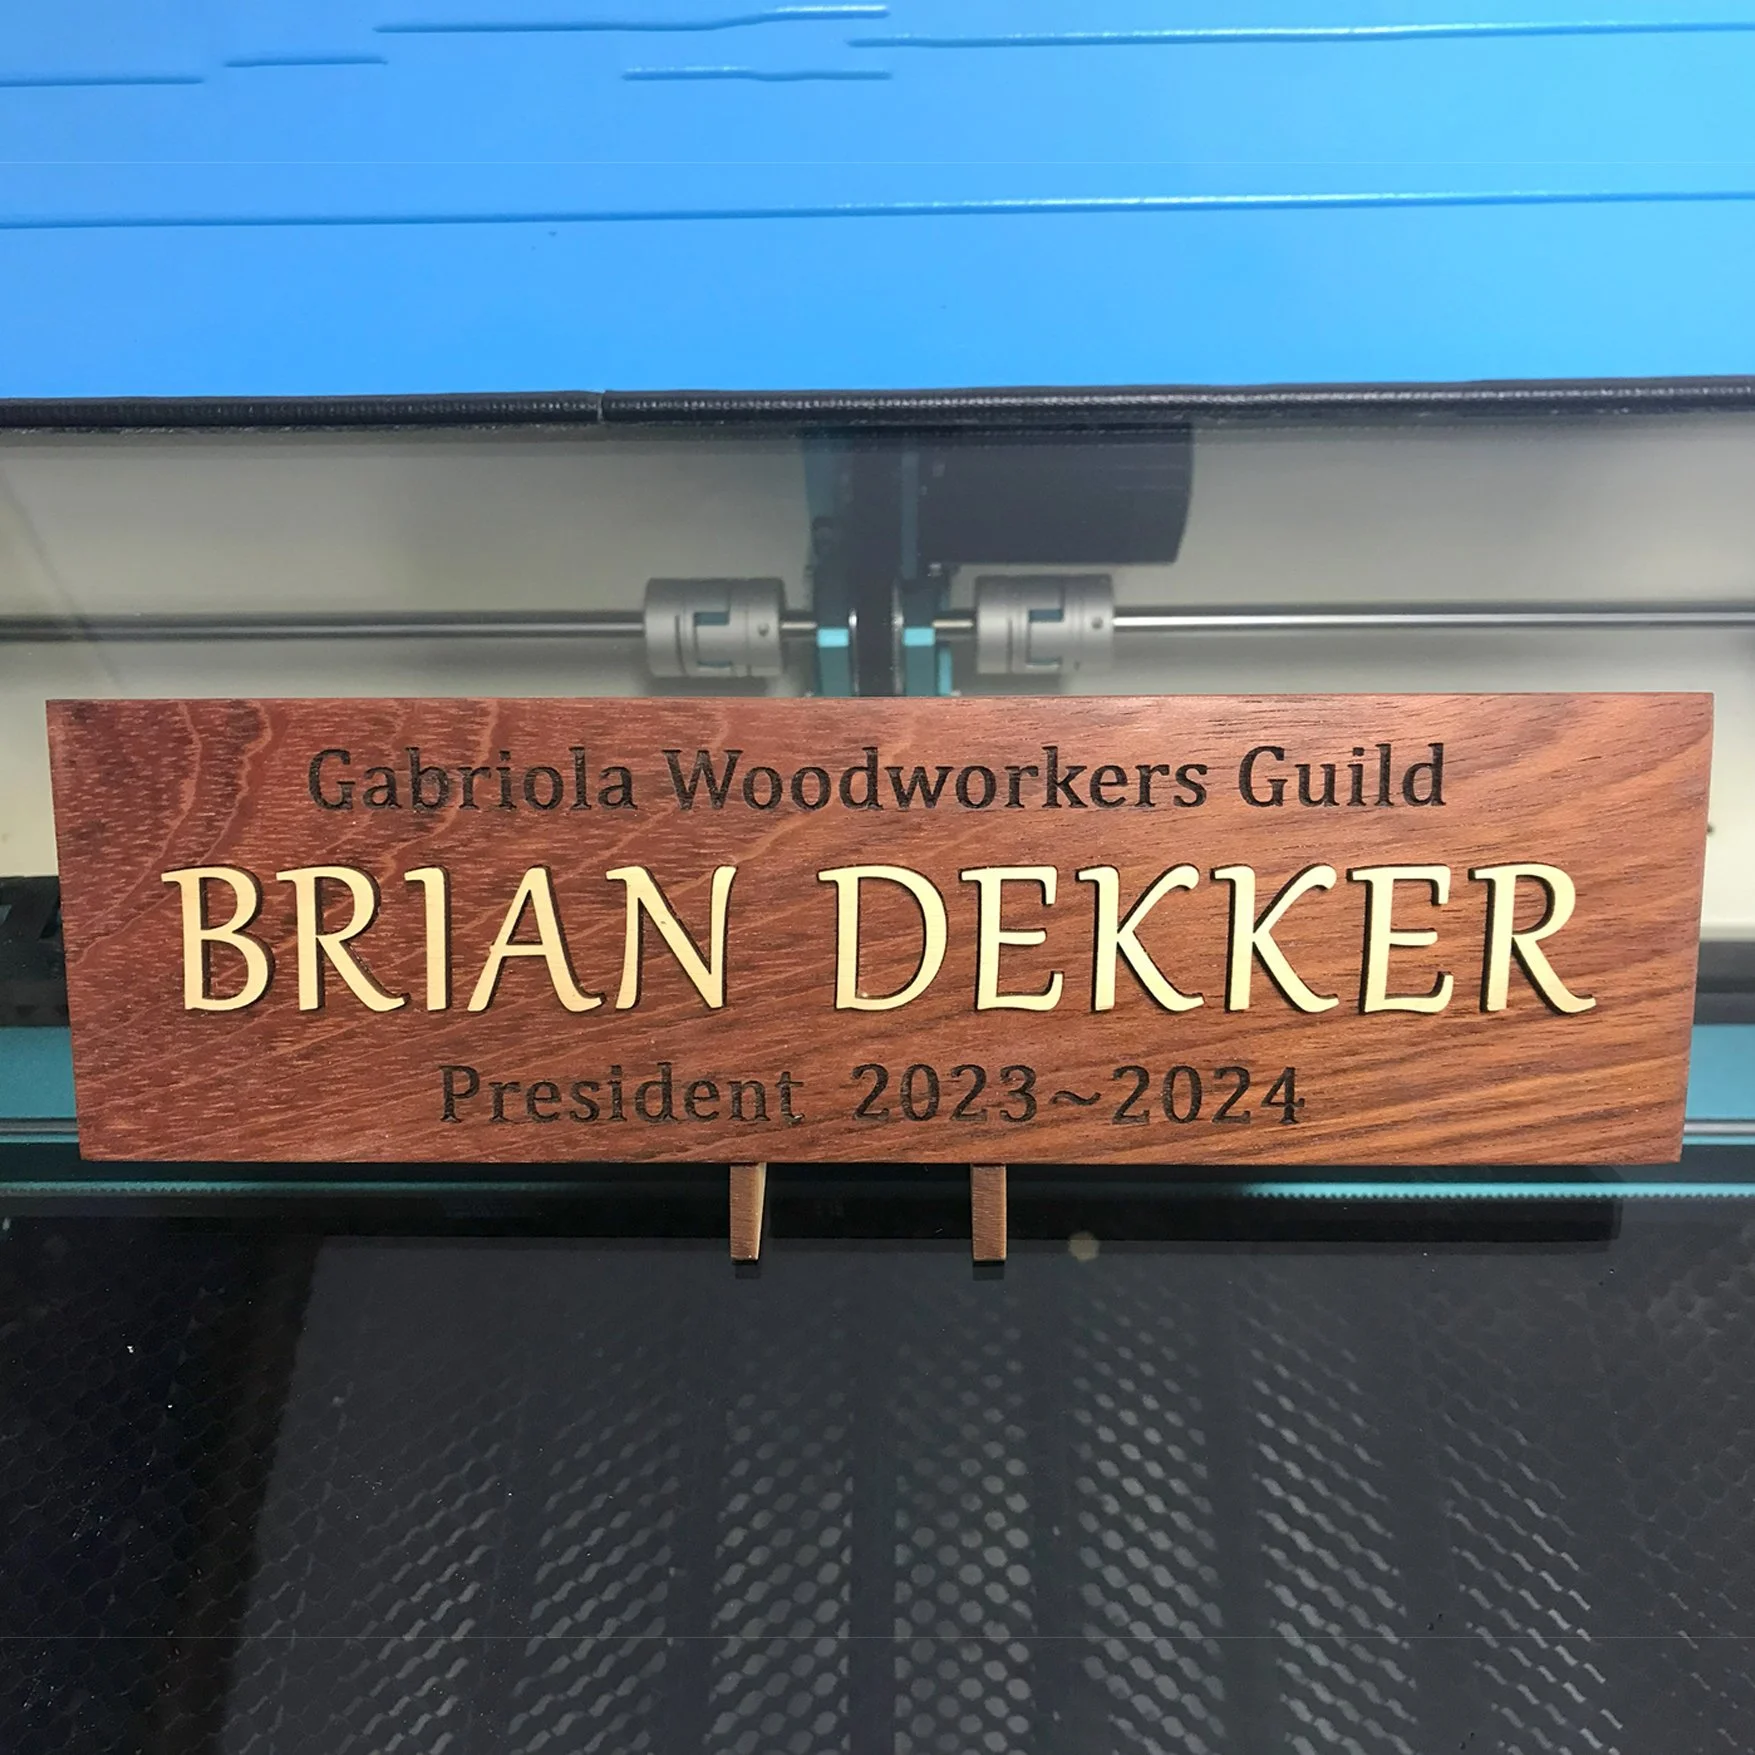 Gabriola Woodworkers Guild
BRIAN DEKKER
President 2023~2024